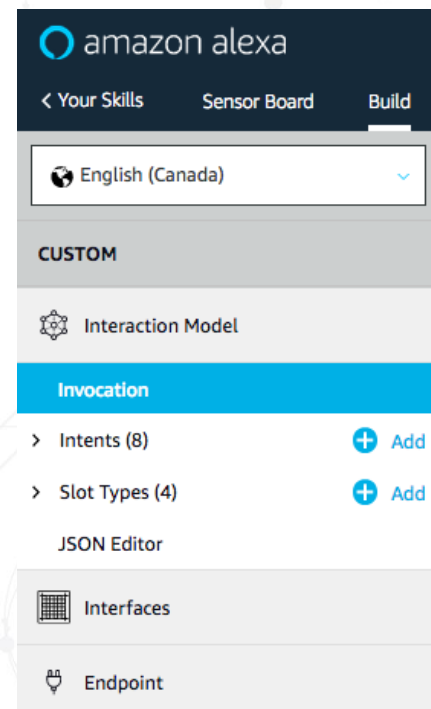 amazon alexa
< Your Skills Sensor Board Build
English (Canada)
CUSTOM
Interaction Model
Invocation
> Intents (8) + Add
> Slot Types (4) + Add
JSON Editor
Interfaces
Endpoint